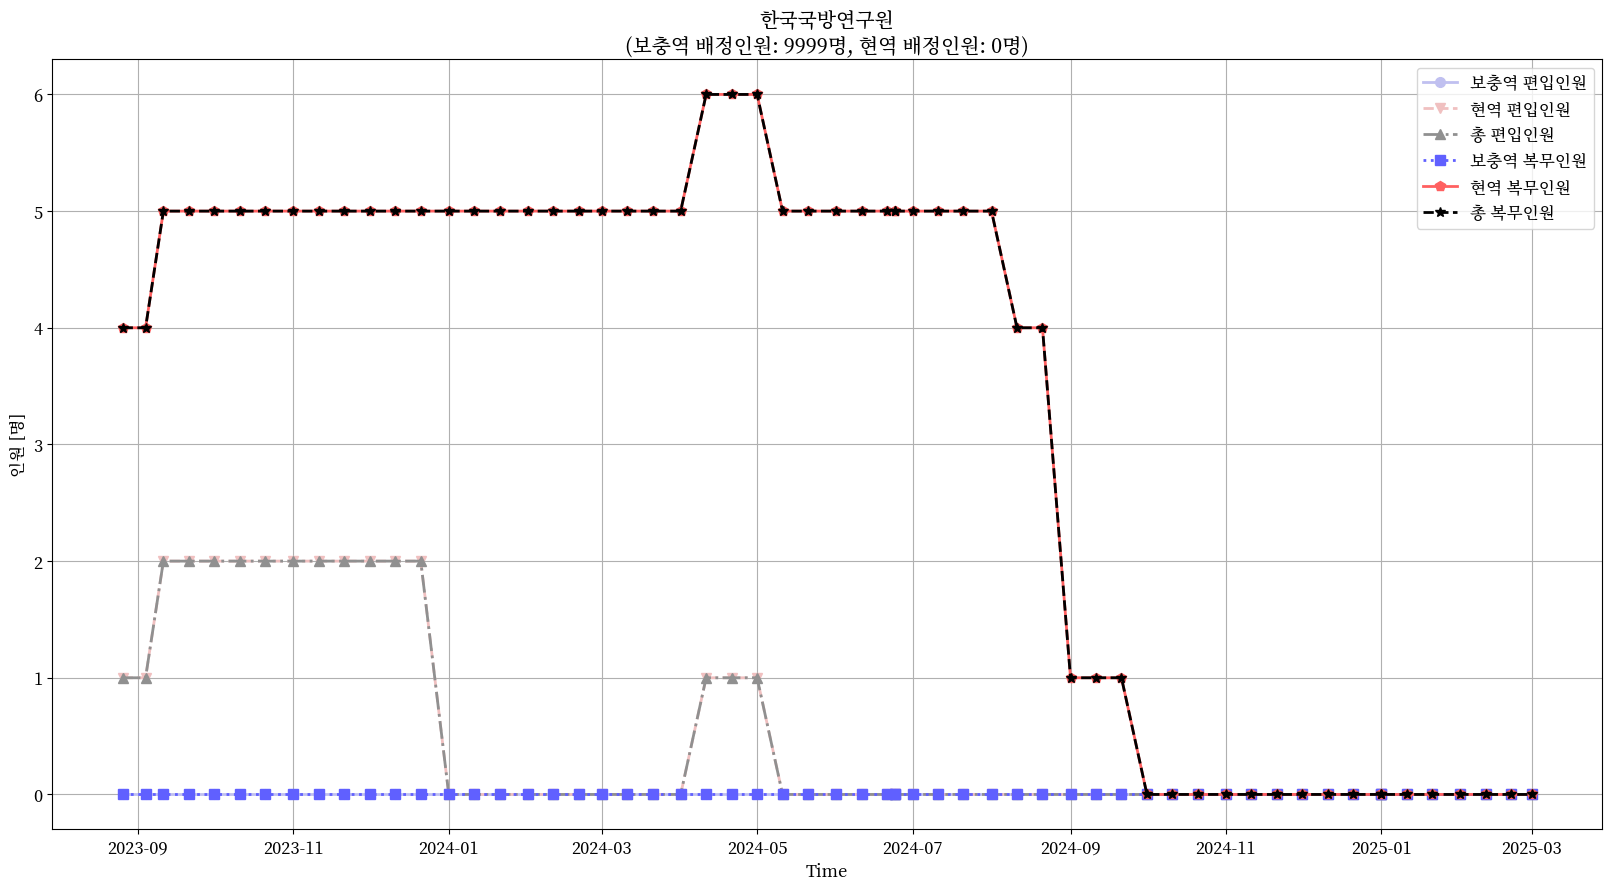 한국국방연구원
(보충역 배정인원: 9999명, 현역 배정인원: 0명)
보충역 편입인원
현역 편입인원
총 편입인원
보충역 복무인원
현역 복무인원
총 복무인원
인원 [명]
6
5
4
3
2
1
0
2023-09 2023-11 2024-01 2024-03 2024-05 2024-07 2024-09 2024-11 2025-01 2025-03
Time